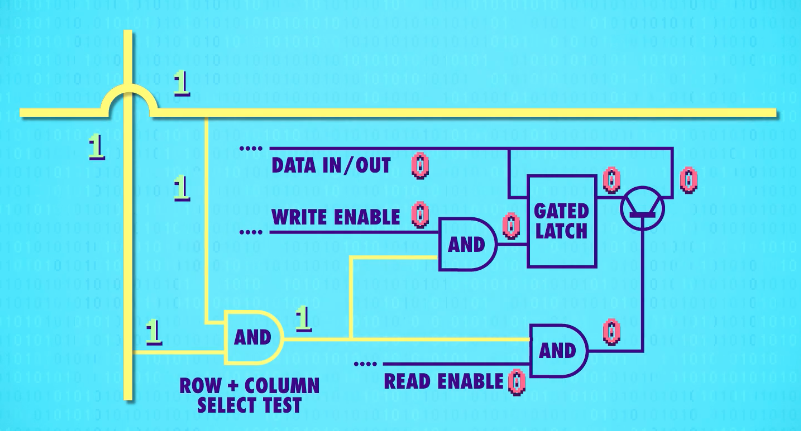 1
1
1
DATA IN/OUT 0
0 0
WRITE ENABLE 0
AND
0
GATED
LATCH
1
AND
1
AND
0
READ ENABLE 0
ROW + COLUMN
SELECT TEST